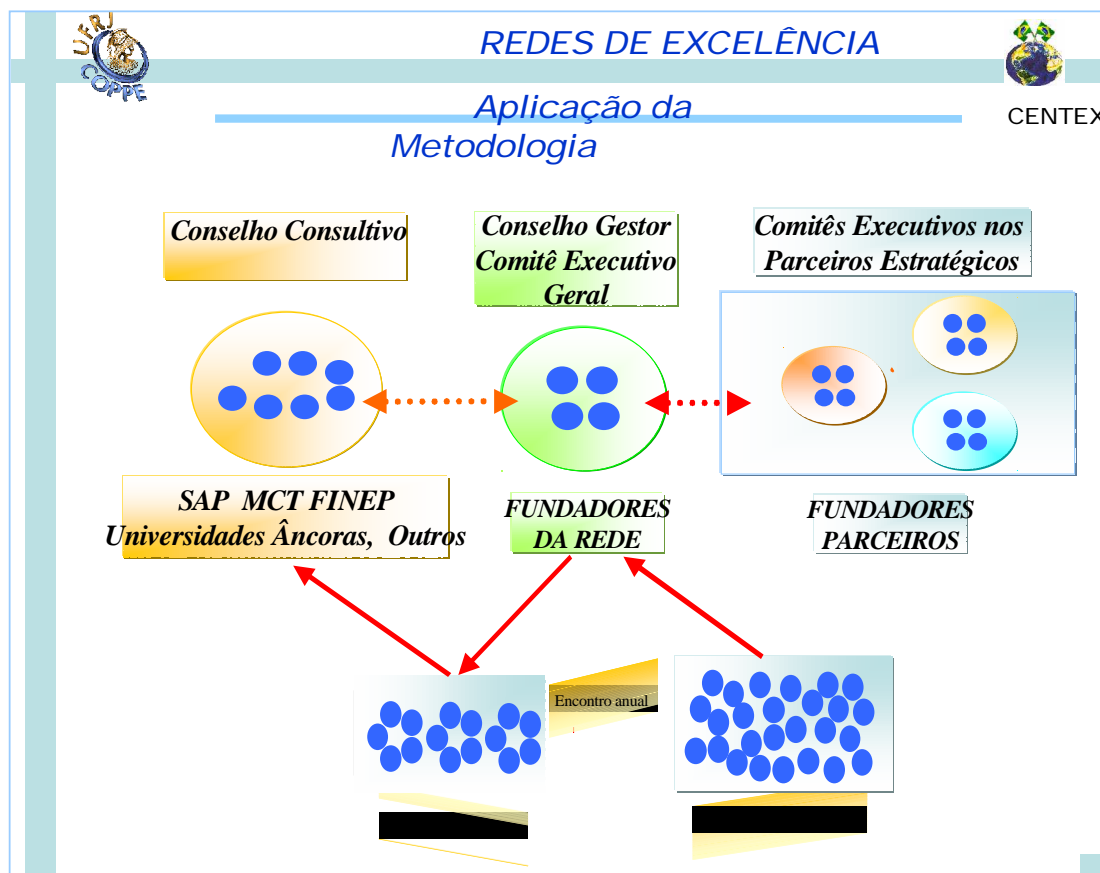 UFRJ
COPPE
REDES DE EXCELÊNCIA
CENTEX
Aplicação da
Metodologia
Conselho Consultivo
Conselho Gestor
Comitê Executivo
Geral
Comitês Executivos nos
Parceiros Estratégicos
SAP MCT FINEP
Universidades Âncoras, Outros
FUNDADORES
DA REDE
FUNDADORES
PARCEIROS
Encontro anual